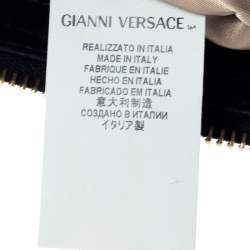 GIANNI VERSACE
REALIZZATO IN ITALIA
MADE IN ITALY
FABRIQUE EN ITALIE
HECHO EN ITALIA
FABRICADO EM ITALIA
意大利制造
СОЗДАНО В ИТАЛИИ
イタリア製